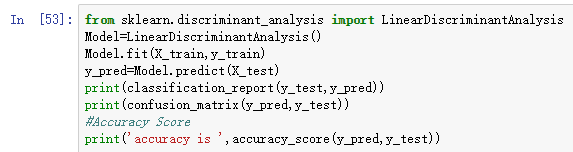 In [53]: from sklearn.discriminant_analysis import LinearDiscriminantAnalysis
Model=LinearDiscriminantAnalysis()
Model.fit(X_train,y_train)
y_pred=Model.predict(X_test)
print(classification_report(y_test,y_pred))
print(confusion_matrix(y_pred,y_test))
#Accuracy Score
print('accuracy is ',accuracy_score(y_pred,y_test))